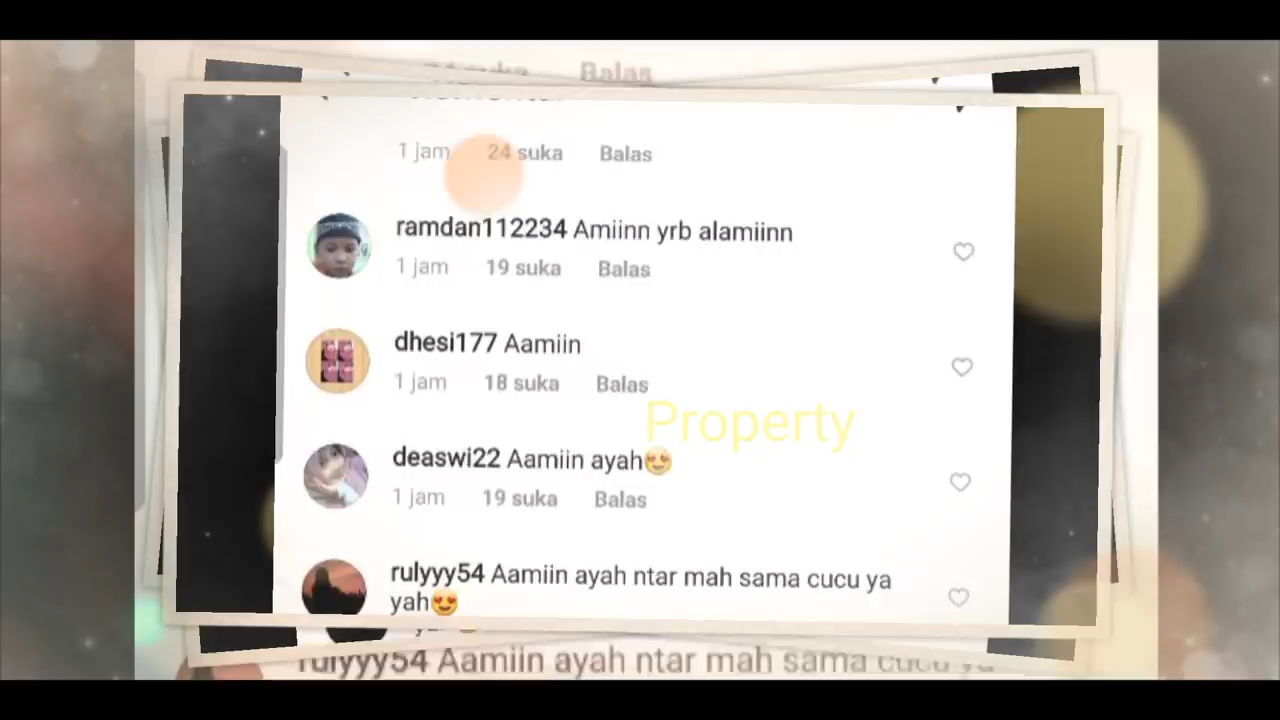 Balas
1 jam 24 suka Balas
ramdan112234 Amiinn yrb alamiinn
1 jam 19 suka Balas
dhesi177 Aamiin
1 jam 18 suka Balas
Property
deaswi22 Aamiin ayah😍
1 jam 19 suka Balas
rulyyy54 Aamiin ayah ntar mah sama cucu ya
yah😍
rulyyy54 Aamiin ayah ntar mah sama cucu ya